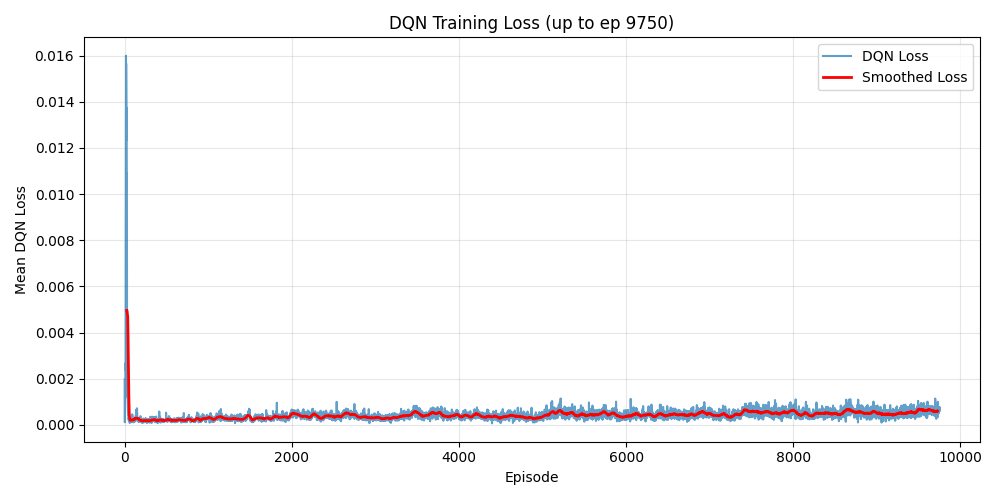 DQN Training Loss (up to ep 9750)
DQN Loss
Smoothed Loss
Mean DQN Loss
0.016
0.014
0.012
0.010
0.008
0.006
0.004
0.002
0.000
0 2000 4000 6000 8000 10000
Episode